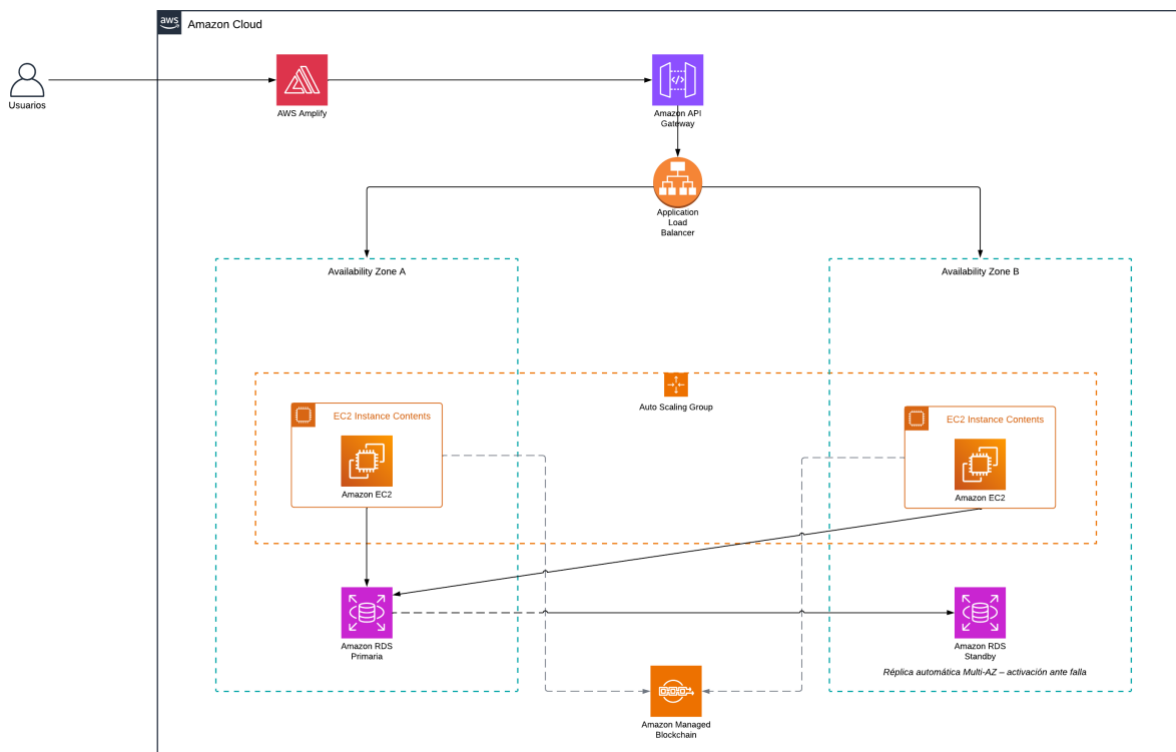 aws
Amazon Cloud
Usuarios
AWS Amplify
Amazon API
Gateway
Application
Load
Balancer
Availability Zone A
Availability Zone B
Auto Scaling Group
EC2 Instance Contents
Amazon EC2
EC2 Instance Contents
Amazon EC2
Amazon RDS
Primaria
Amazon RDS
Standby
Réplica automática Multi-AZ – activación ante falla
Amazon Managed
Blockchain